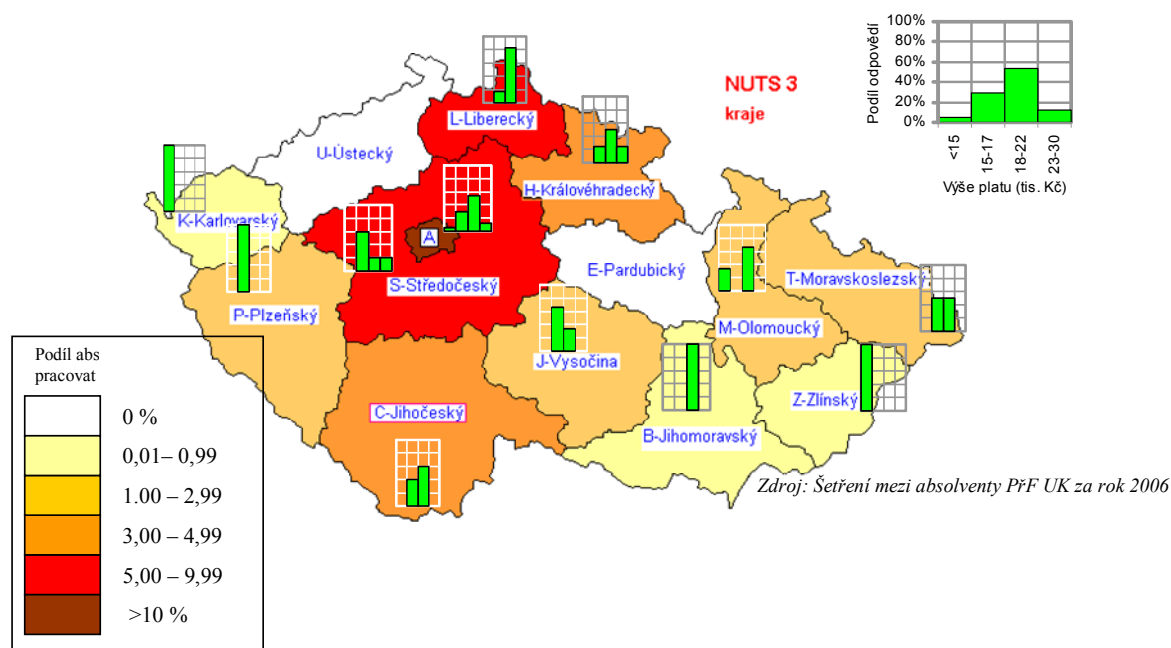 100%
80%
60%
40%
20%
0%
Podíl odpovědí
<15
15-17
18-22
23-30
Výše platu (tis. Kč)
NUTS 3
kraje
L-Liberecký
U-Ústecký
H-Královéhradecký
K-Karlovarský
A
E-Pardubický
T-Moravskoslezský
S-Středočeský
P-Plzeňský
M-Olomoucký
J-Vysočina
Z-Zlínský
C-Jihočeský
B-Jihomoravský
Zdroj: Šetření mezi absolventy PřF UK za rok 2006
Podíl abs
pracovat
0 %
0,01– 0,99
1.00 – 2,99
3,00 – 4,99
5,00 – 9,99
>10 %